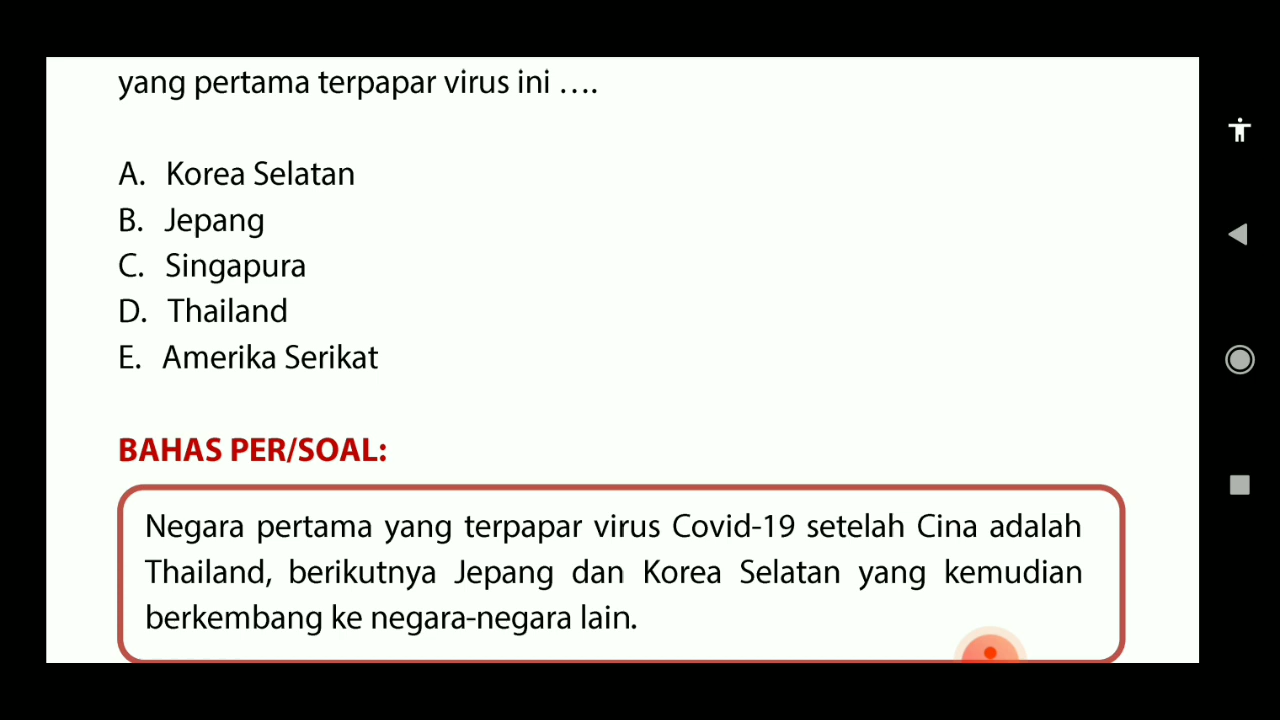 yang pertama terpapar virus ini ....
A. Korea Selatan
B. Jepang
C. Singapura
D. Thailand
E. Amerika Serikat
BAHAS PER/SOAL:
Negara pertama yang terpapar virus Covid-19 setelah Cina adalah
Thailand, berikutnya Jepang dan Korea Selatan yang kemudian
berkembang ke negara-negara lain.